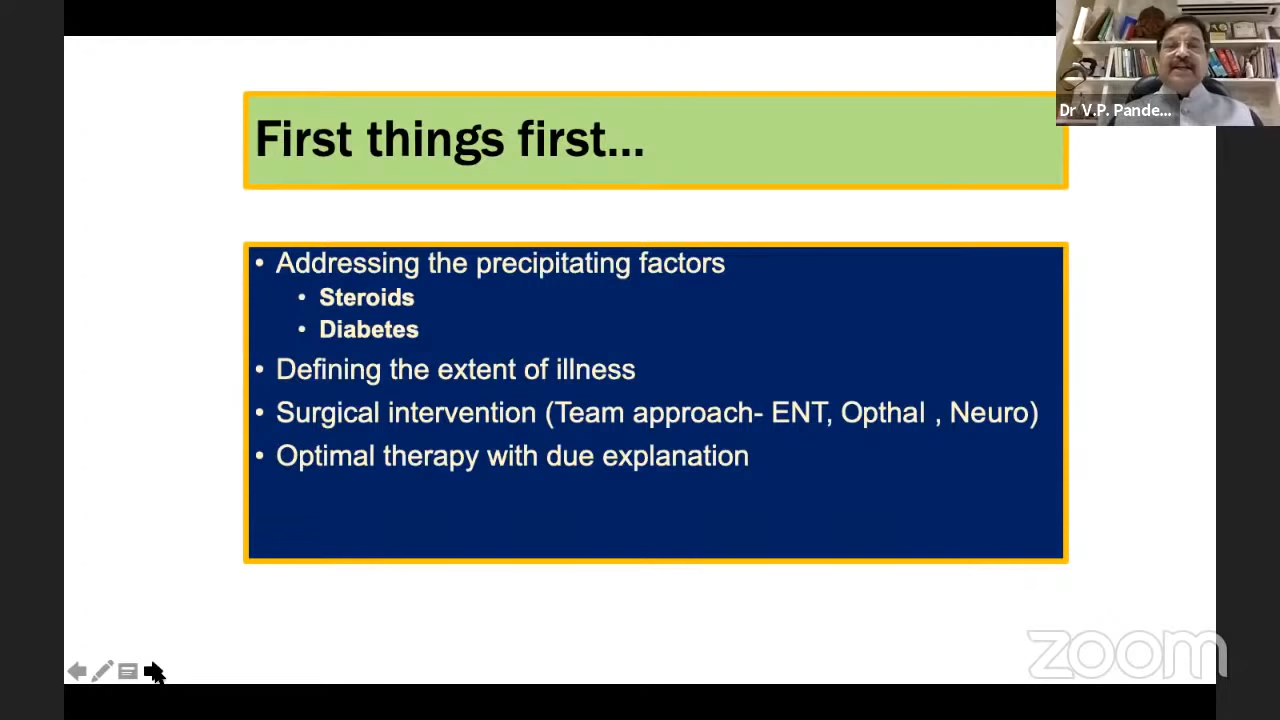 Dr V.P. Pande...
First things first...
• Addressing the precipitating factors
• Steroids
• Diabetes
• Defining the extent of illness
• Surgical intervention (Team approach- ENT, Opthal , Neuro)
• Optimal therapy with due explanation
zoom